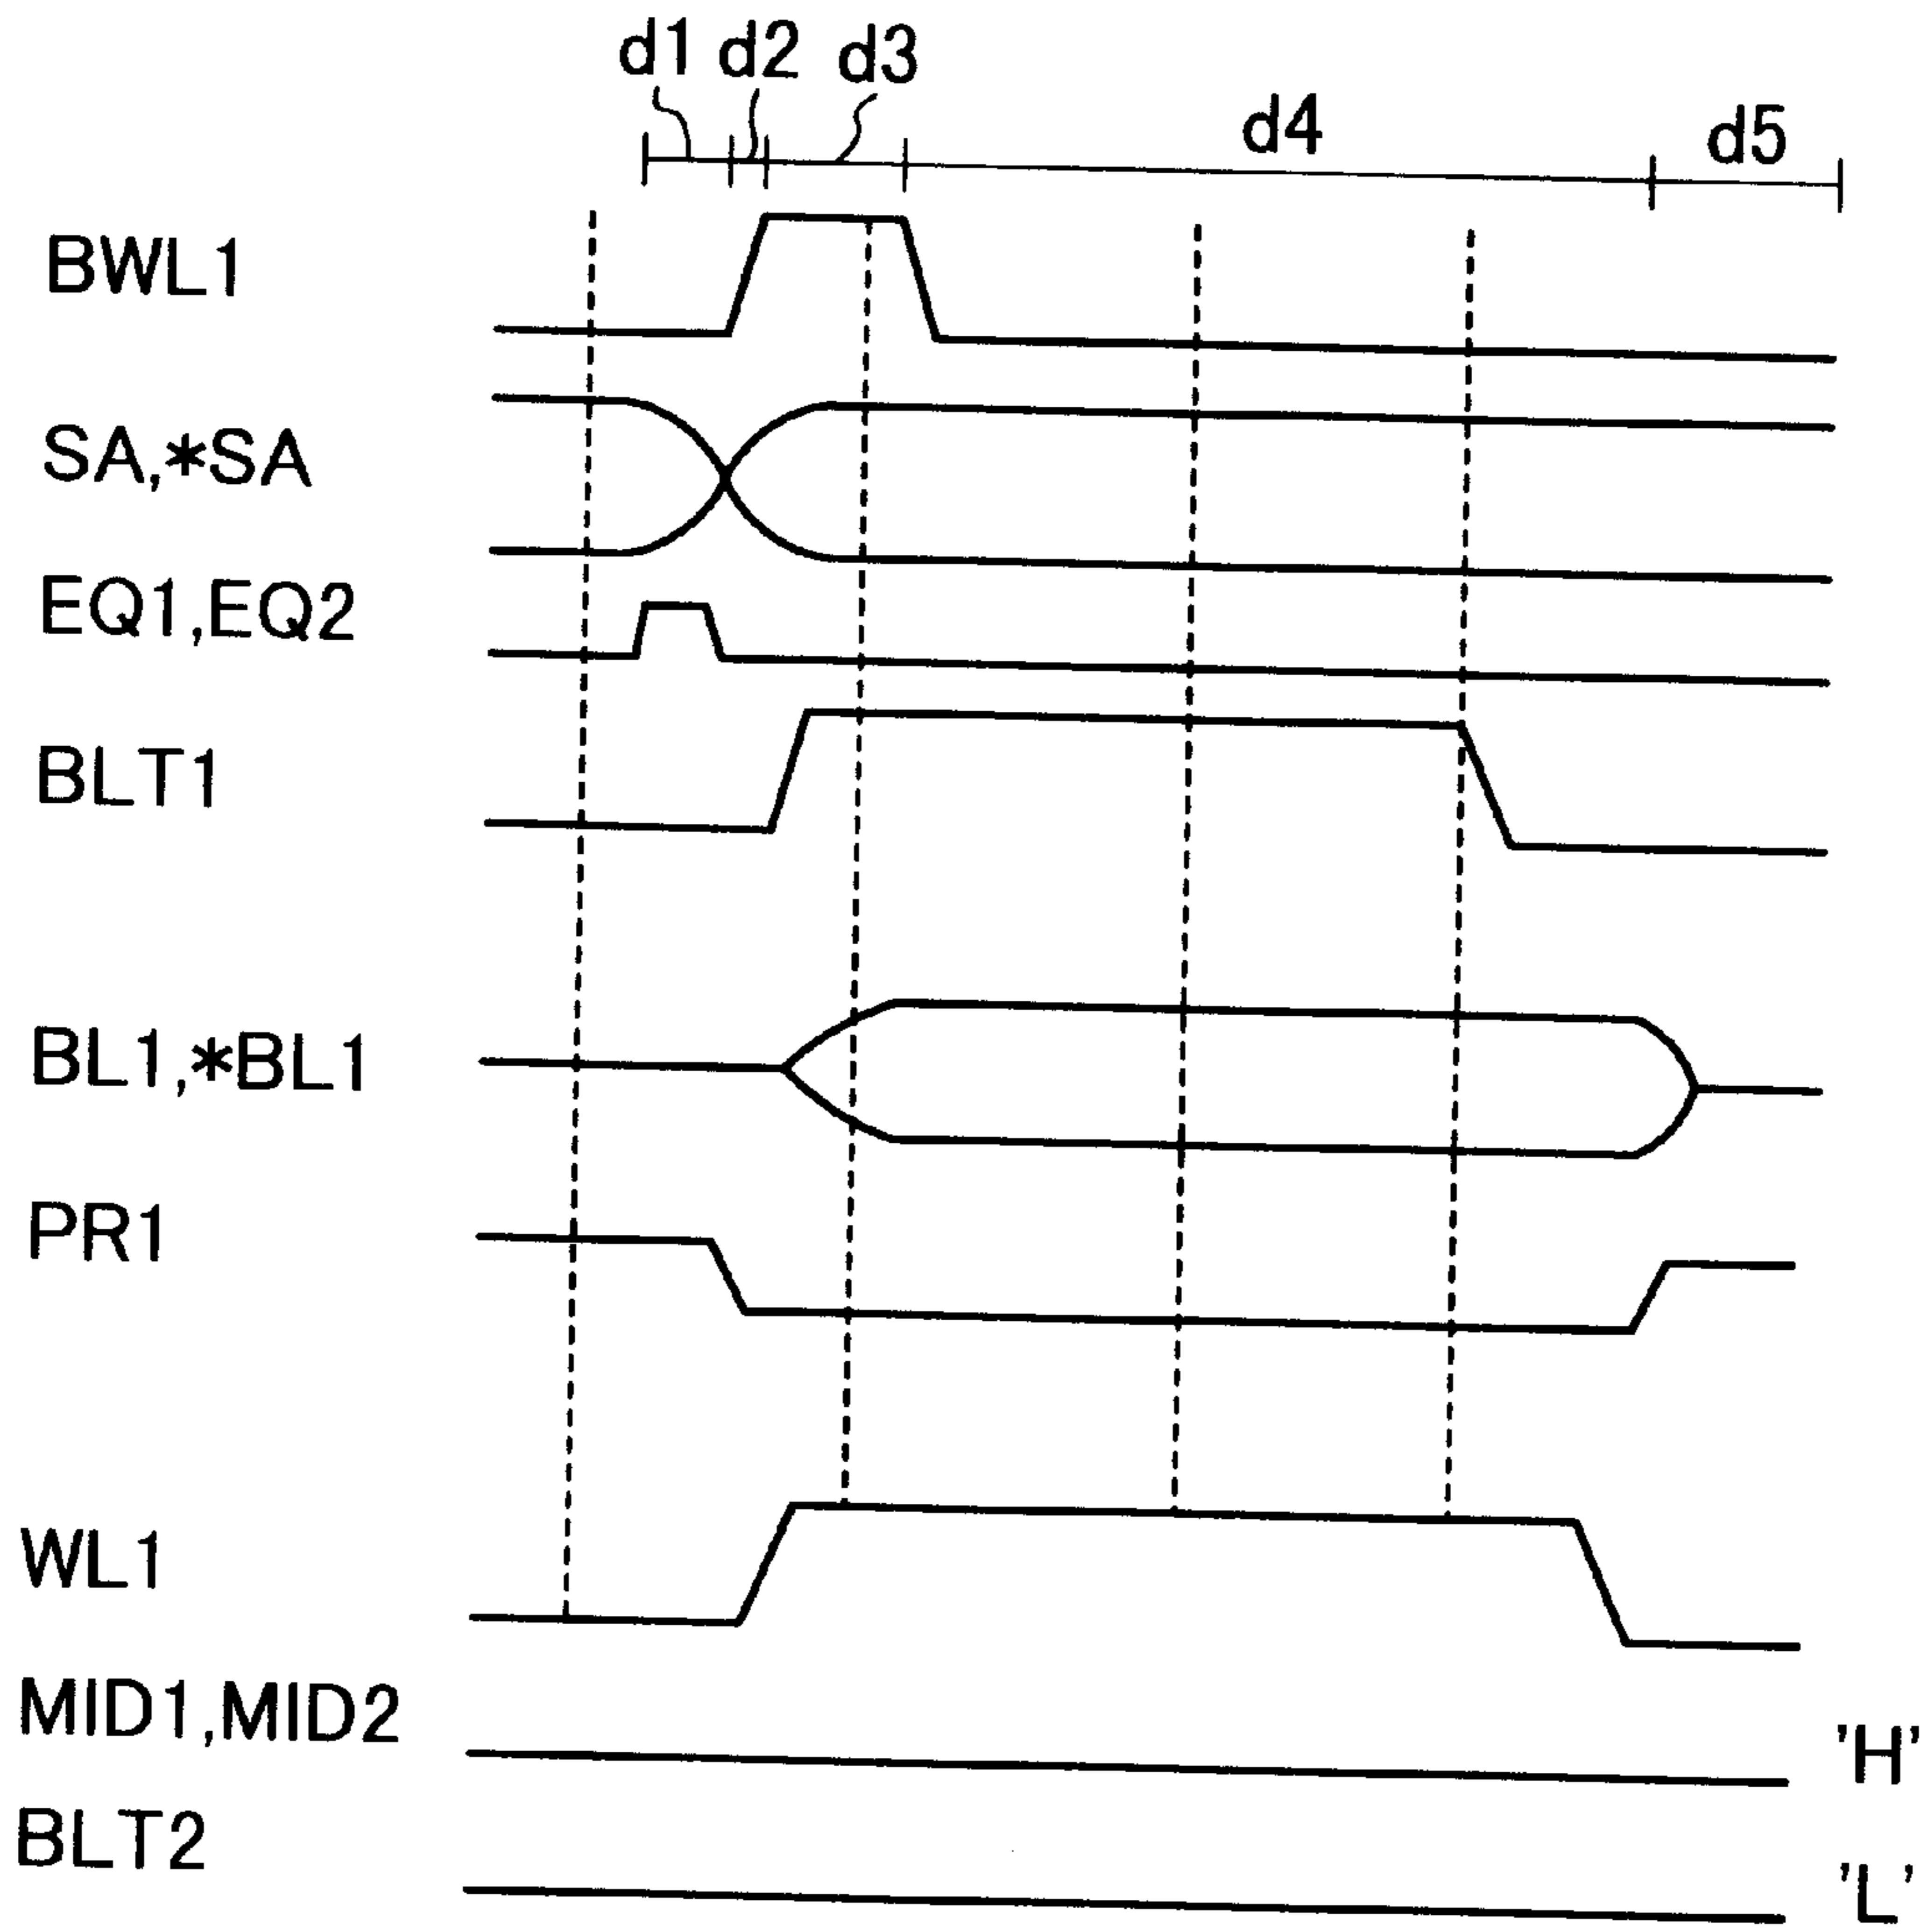 d1 d2 d3 d4 d5
BWL1
SA,*SA
EQ1,EQ2
BLT1
BL1,*BL1
PR1
WL1
MID1,MID2
'H'
BLT2
'L'